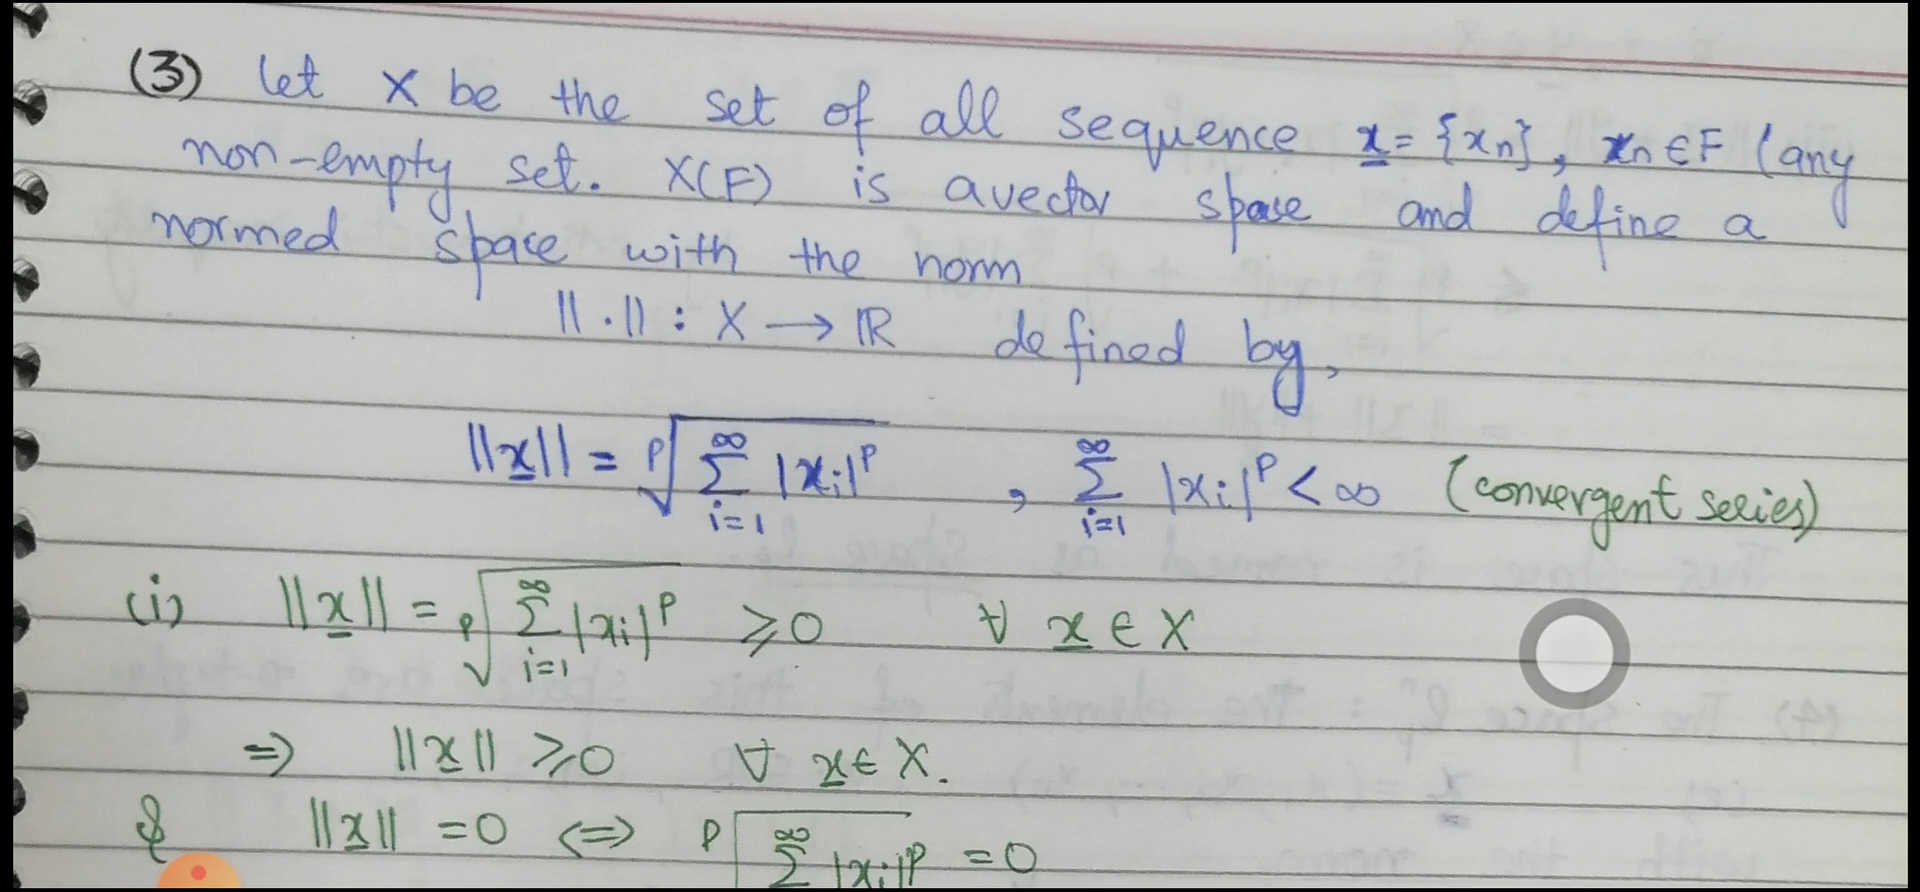 (3) let X be the set of all sequence x = {xn}, xn ∈ F (any
non-empty set. X(F) is a vector space and define a
normed space with the norm
||.|| : X → ℝ defined by,
||x|| = ᵖ√ ∞ Σ i=1 |xi|ᵖ , ∞ Σ i=1 |xi|ᵖ < ∞ (convergent series)
(i) ||x|| = ᵖ√ ∞ Σ i=1 |xi|ᵖ ⩾ 0 ∀ x ∈ X
⇒ ||x|| ⩾ 0 ∀ x ∈ X.
& ||x|| = 0 ⇔ ᵖ√ ∞ Σ |xi|ᵖ = 0